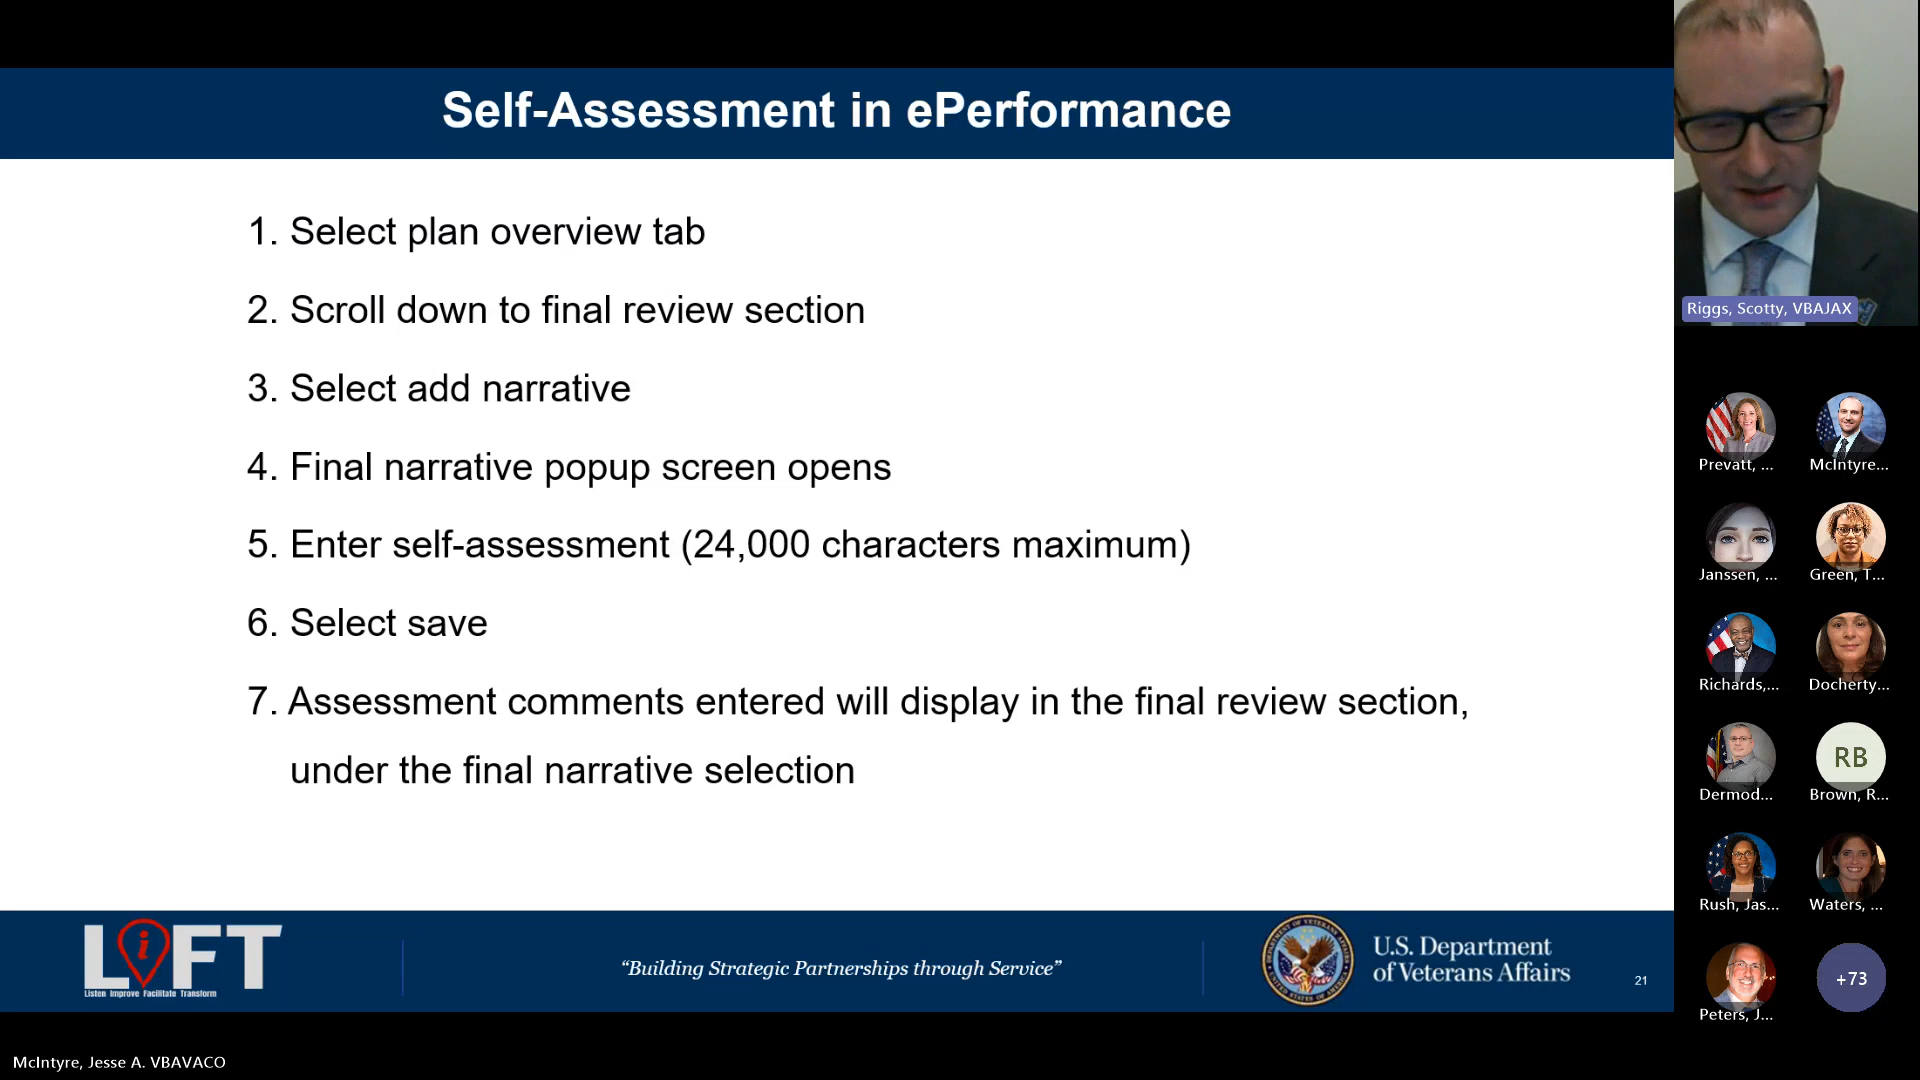 Self-Assessment in ePerformance
1. Select plan overview tab
2. Scroll down to final review section
3. Select add narrative
4. Final narrative popup screen opens
5. Enter self-assessment (24,000 characters maximum)
6. Select save
7. Assessment comments entered will display in the final review section,
under the final narrative selection
LiFT
Listen Improve Facilitate Transform
“Building Strategic Partnerships through Service”
U.S. Department
of Veterans Affairs
21
Riggs, Scotty, VBAJAX
Prevatt, ...
McIntyre...
Janssen, ...
Green, T...
Richards,...
Docherty...
Dermod...
RB
Brown, R...
Rush, Jas...
Waters, ...
Peters, J...
+73
McIntyre, Jesse A. VBAVACO